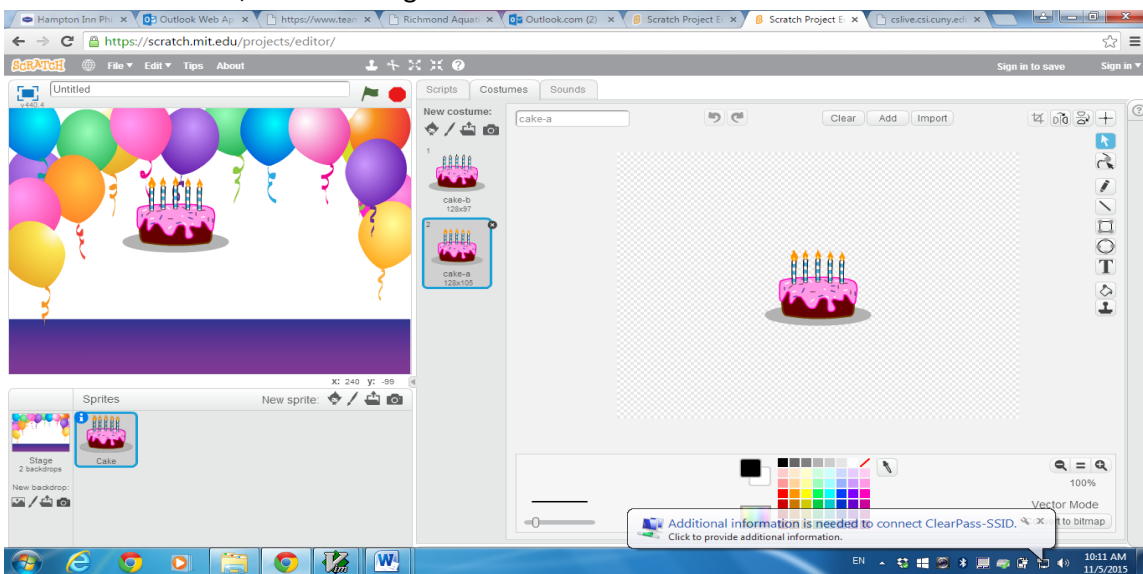 Hampton Inn Phi
Outlook Web Ap
https://www.tean
Richmond Aquati
Outlook.com (2)
Scratch Project E
Scratch Project E
cslive.csi.cuny.ed
https://scratch.mit.edu/projects/editor/
SCRATCH File Edit Tips About Sign in to save Sign in
Untitled
v440.4
Scripts Costumes Sounds
New costume:
cake-a
Clear Add Import
1
cake-b
128x97
2
cake-a
128x105
x: 240 y: -99
Sprites New sprite:
Stage
2 backdrops
Cake
New backdrop:
T
100%
Vector Mode
t to bitmap
Additional information is needed to connect ClearPass-SSID.
Click to provide additional information.
EN
10:11 AM
11/5/2015